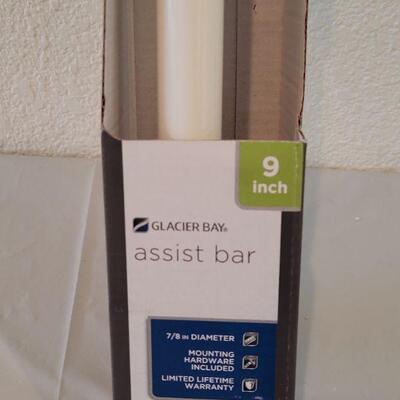 9
inch
GLACIER BAY®
assist bar
7/8 IN DIAMETER
MOUNTING
HARDWARE
INCLUDED
LIMITED LIFETIME
WARRANTY